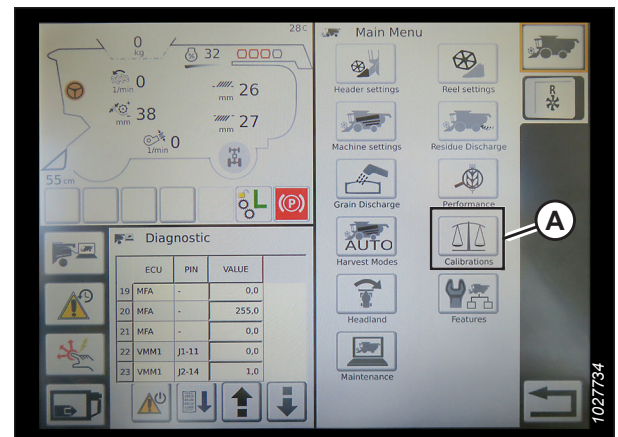 28c
0
kg
32
0
1/min
26
mm
38
mm
27
mm
0
1/min
55 cm
L
(P)
Diagnostic
ECU PIN VALUE
19 MFA - 0,0
20 MFA - 255,0
21 MFA - 0,0
22 VMM1 J1-11 0,0
23 VMM1 J2-14 1,0
Main Menu
Header settings
Reel settings
Machine settings
Residue Discharge
Grain Discharge
Performance
AUTO
Harvest Modes
Calibrations
Headland
Features
Maintenance
R
A
1027734